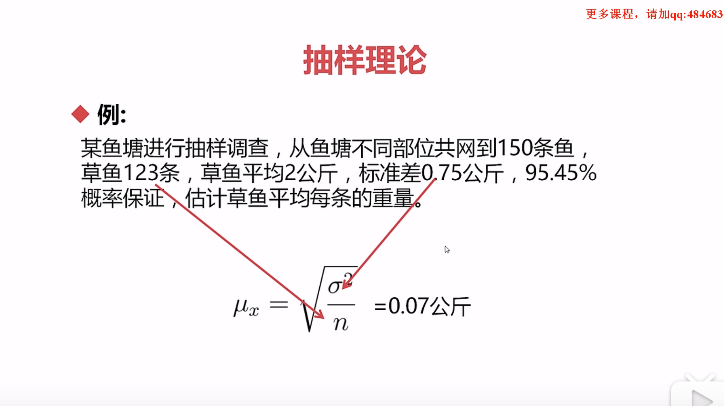 更多课程，请加qq:484683
抽样理论
例:
某鱼塘进行抽样调查，从鱼塘不同部位共网到150条鱼，
草鱼123条，草鱼平均2公斤，标准差0.75公斤，95.45%
概率保证，估计草鱼平均每条的重量。
μₓ = √(σ²/n) =0.07公斤